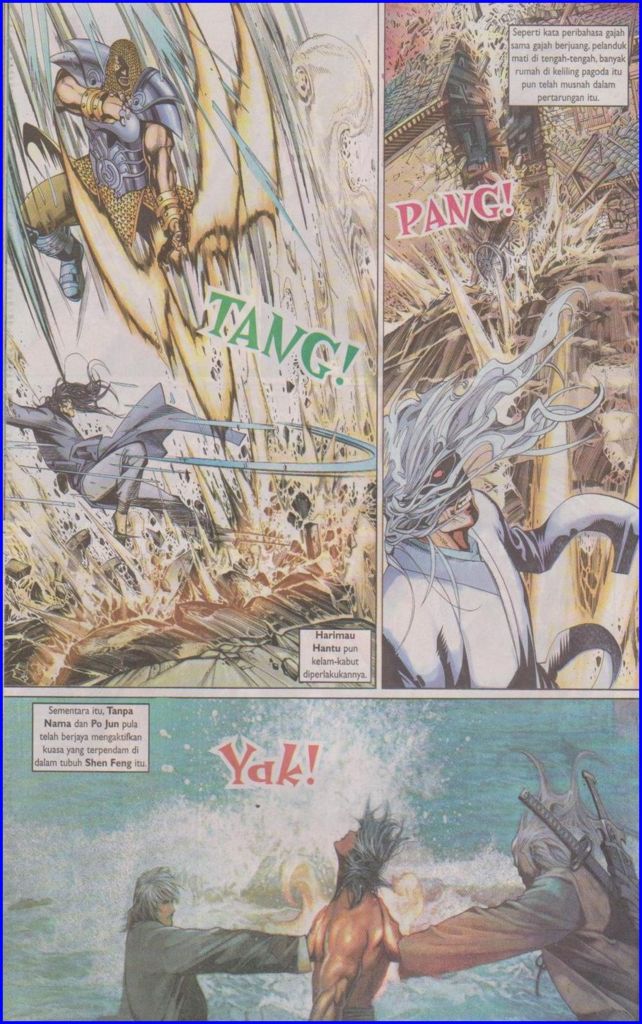 TANG!
Harimau
Hantu pun
kelam-kabut
diperlakukannya.
Seperti kata peribahasa gajah
sama gajah berjuang, pelanduk
mati di tengah-tengah, banyak
rumah di keliling pagoda itu
pun telah musnah dalam
pertarungan itu.
PANG!
Sementara itu, Tanpa
Nama dan Po Jun pula
telah berjaya mengaktifkan
kuasa yang terpendam di
dalam tubuh Shen Feng itu.
Yak!